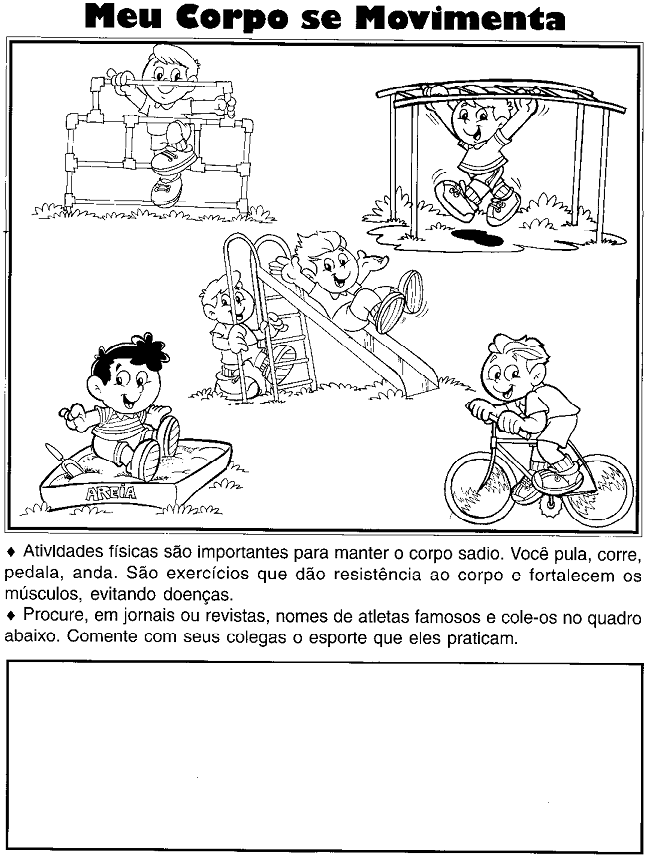 Meu Corpo se Movimenta
AREIA
♦ Atividades físicas são importantes para manter o corpo sadio. Você pula, corre,
pedala, anda. São exercícios que dão resistência ao corpo e fortalecem os
músculos, evitando doenças.
♦ Procure, em jornais ou revistas, nomes de atletas famosos e cole-os no quadro
abaixo. Comente com seus colegas o esporte que eles praticam.